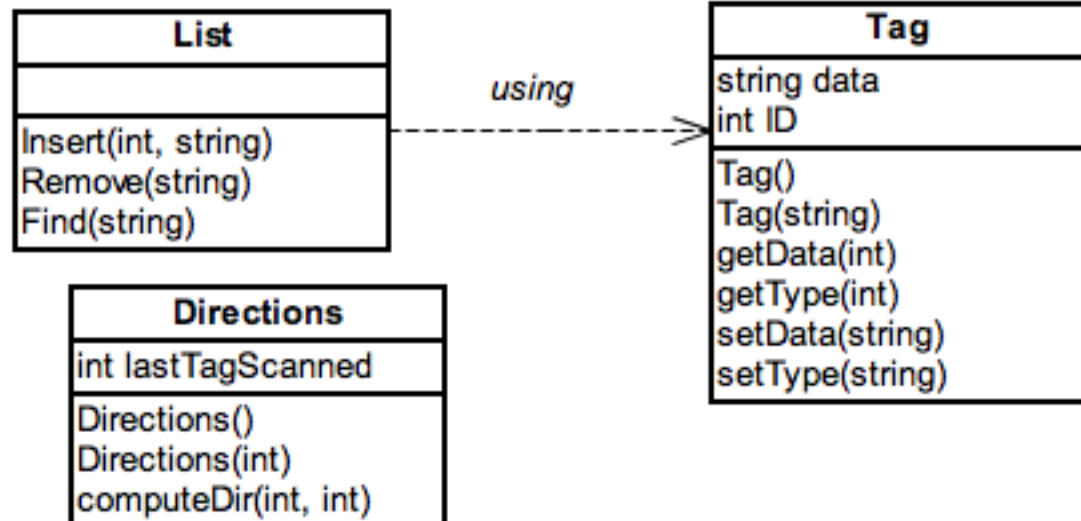 List
Insert(int, string)
Remove(string)
Find(string)
using
Tag
string data
int ID
Tag()
Tag(string)
getData(int)
getType(int)
setData(string)
setType(string)
Directions
int lastTagScanned
Directions()
Directions(int)
computeDir(int, int)